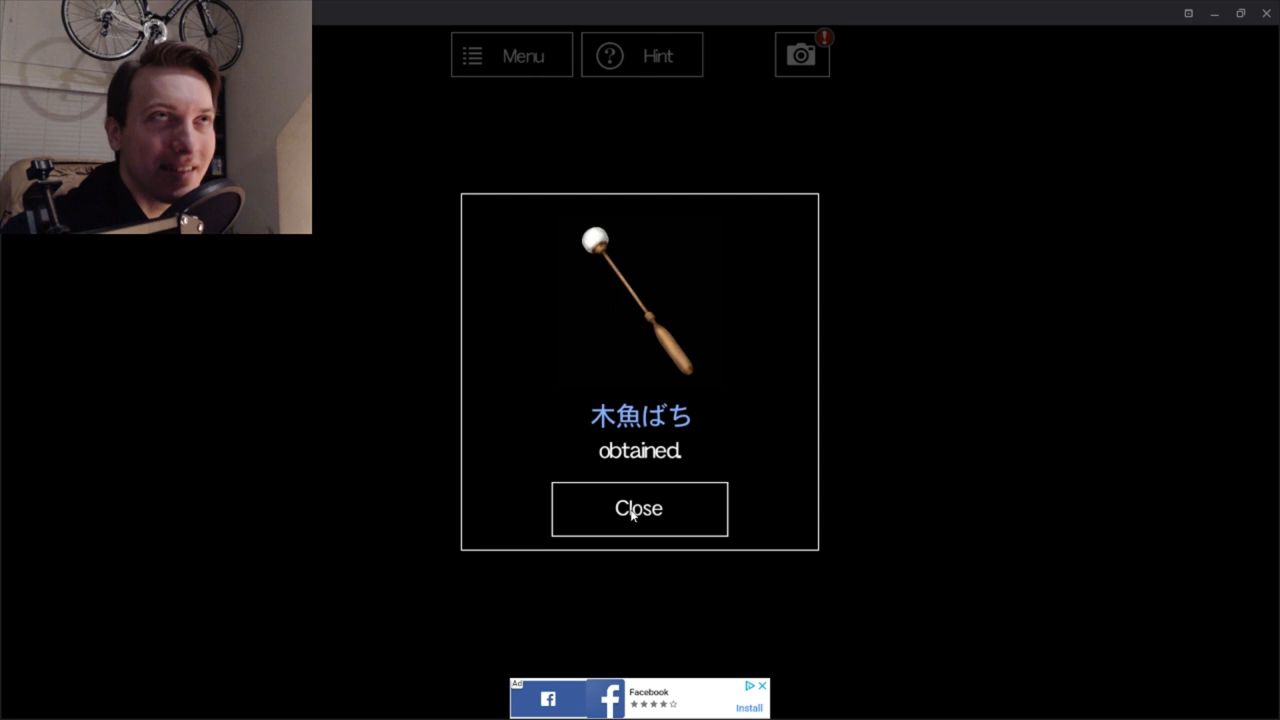 Menu
Hint
!
木魚ばち
obtained.
Close
Ad
Facebook
Install